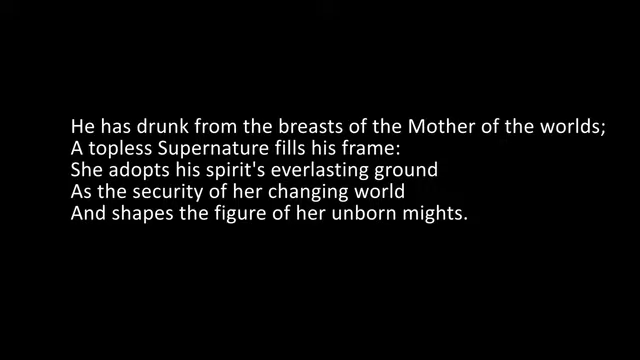 He has drunk from the breasts of the Mother of the worlds;
A topless Supernature fills his frame:
She adopts his spirit's everlasting ground
As the security of her changing world
And shapes the figure of her unborn mights.